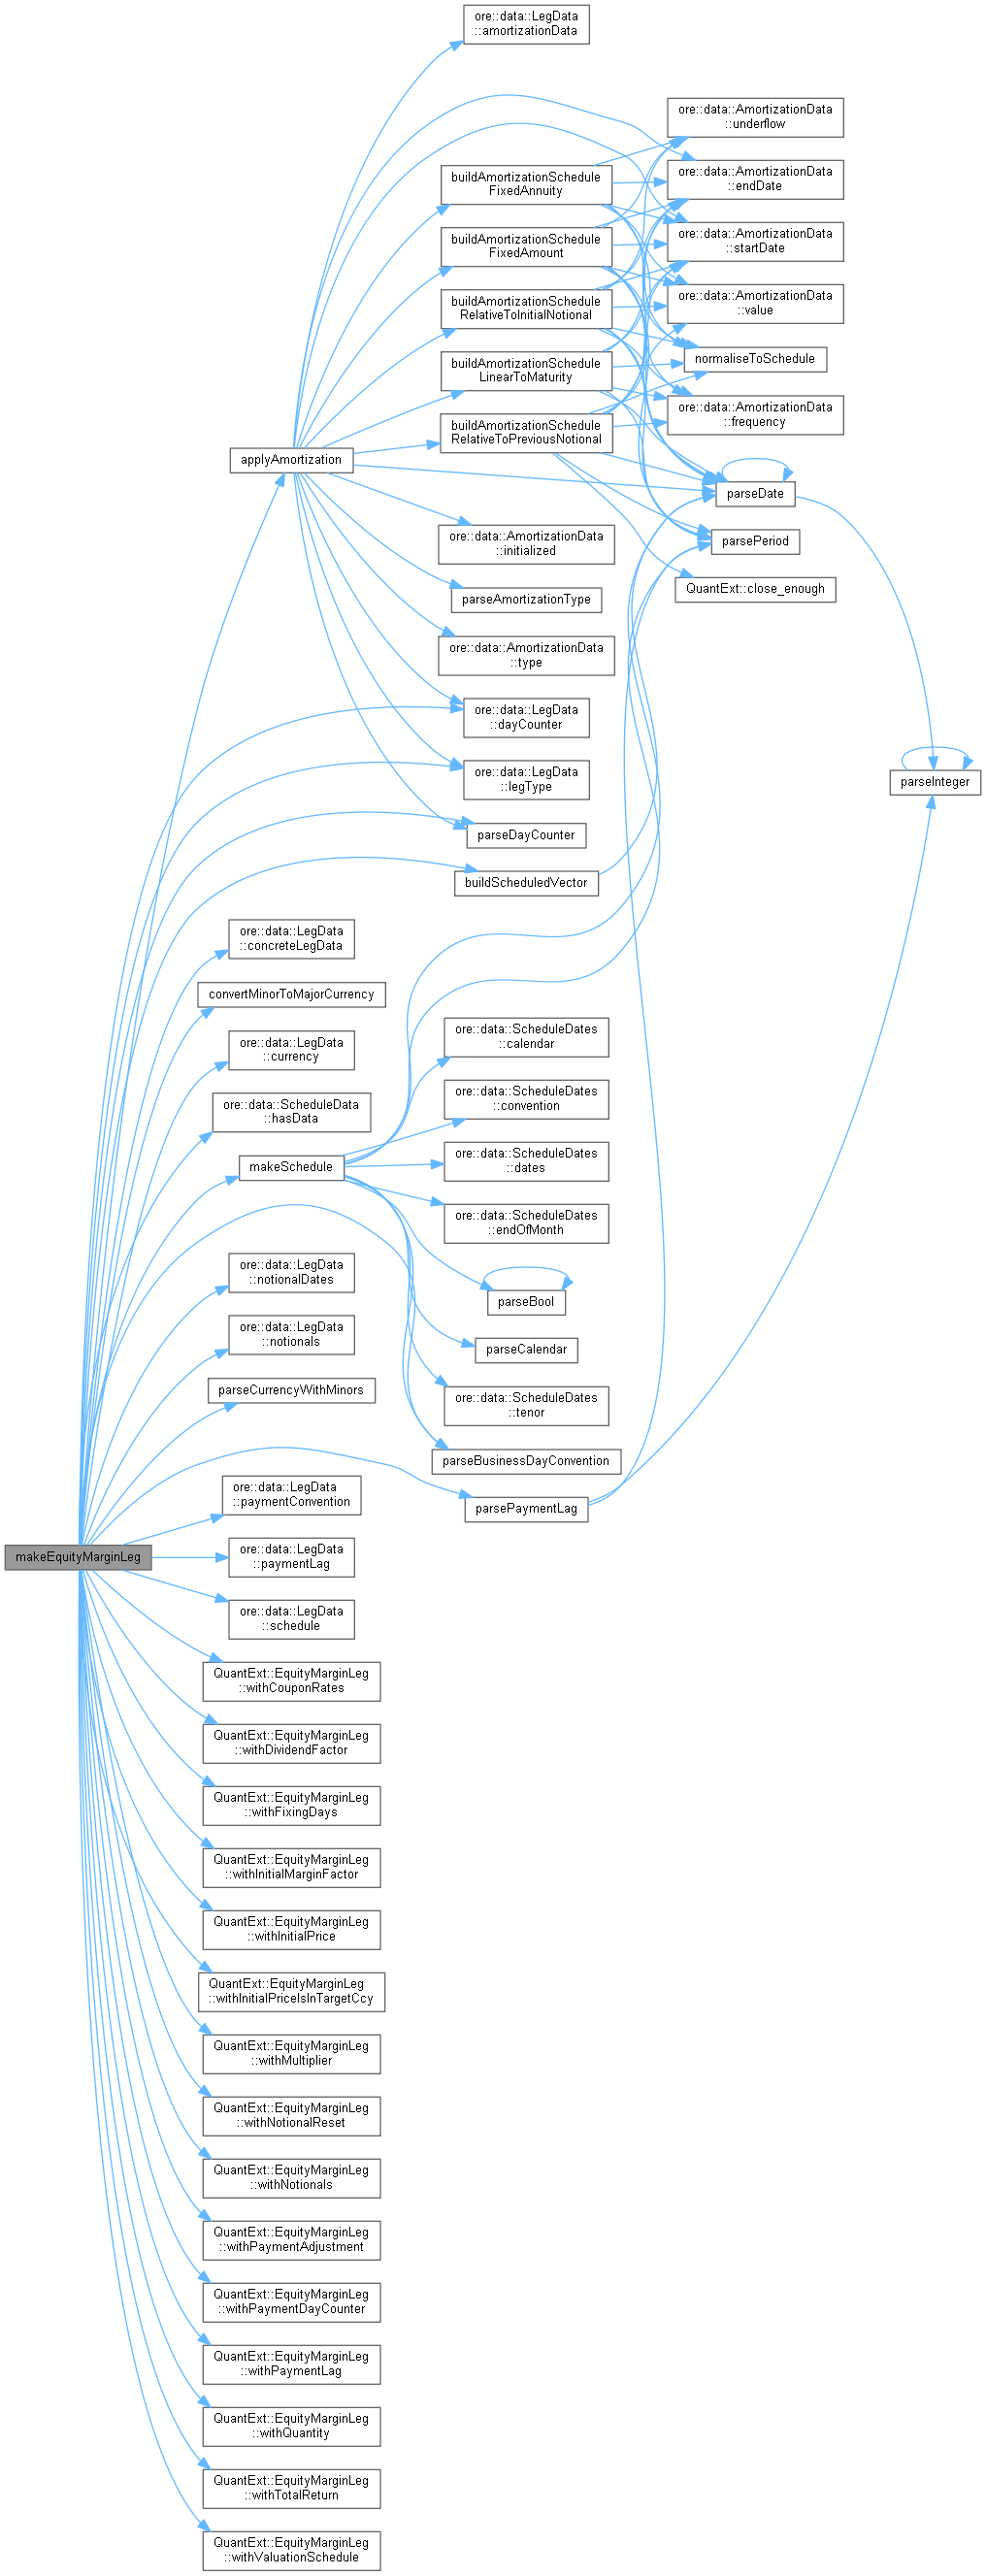 ore::data::LegData
::amortizationData
ore::data::AmortizationData
::underflow
ore::data::AmortizationData
::endDate
buildAmortizationSchedule
FixedAnnuity
ore::data::AmortizationData
::startDate
buildAmortizationSchedule
FixedAmount
ore::data::AmortizationData
::value
buildAmortizationSchedule
RelativeToInitialNotional
normaliseToSchedule
buildAmortizationSchedule
LinearToMaturity
ore::data::AmortizationData
::frequency
buildAmortizationSchedule
RelativeToPreviousNotional
applyAmortization
parseDate
ore::data::AmortizationData
::initialized
parsePeriod
QuantExt::close_enough
parseAmortizationType
ore::data::AmortizationData
::type
ore::data::LegData
::dayCounter
ore::data::LegData
::legType
parseInteger
parseDayCounter
buildScheduledVector
ore::data::LegData
::concreteLegData
convertMinorToMajorCurrency
ore::data::LegData
::currency
ore::data::ScheduleDates
::calendar
ore::data::ScheduleData
::hasData
ore::data::ScheduleDates
::convention
makeSchedule
ore::data::ScheduleDates
::dates
ore::data::ScheduleDates
::endOfMonth
ore::data::LegData
::notionalDates
parseBool
ore::data::LegData
::notionals
parseCalendar
parseCurrencyWithMinors
ore::data::ScheduleDates
::tenor
parseBusinessDayConvention
ore::data::LegData
::paymentConvention
parsePaymentLag
makeEquityMarginLeg
ore::data::LegData
::paymentLag
ore::data::LegData
::schedule
QuantExt::EquityMarginLeg
::withCouponRates
QuantExt::EquityMarginLeg
::withDividendFactor
QuantExt::EquityMarginLeg
::withFixingDays
QuantExt::EquityMarginLeg
::withInitialMarginFactor
QuantExt::EquityMarginLeg
::withInitialPrice
QuantExt::EquityMarginLeg
::withInitialPriceIsInTargetCcy
QuantExt::EquityMarginLeg
::withMultiplier
QuantExt::EquityMarginLeg
::withNotionalReset
QuantExt::EquityMarginLeg
::withNotionals
QuantExt::EquityMarginLeg
::withPaymentAdjustment
QuantExt::EquityMarginLeg
::withPaymentDayCounter
QuantExt::EquityMarginLeg
::withPaymentLag
QuantExt::EquityMarginLeg
::withQuantity
QuantExt::EquityMarginLeg
::withTotalReturn
QuantExt::EquityMarginLeg
::withValuationSchedule